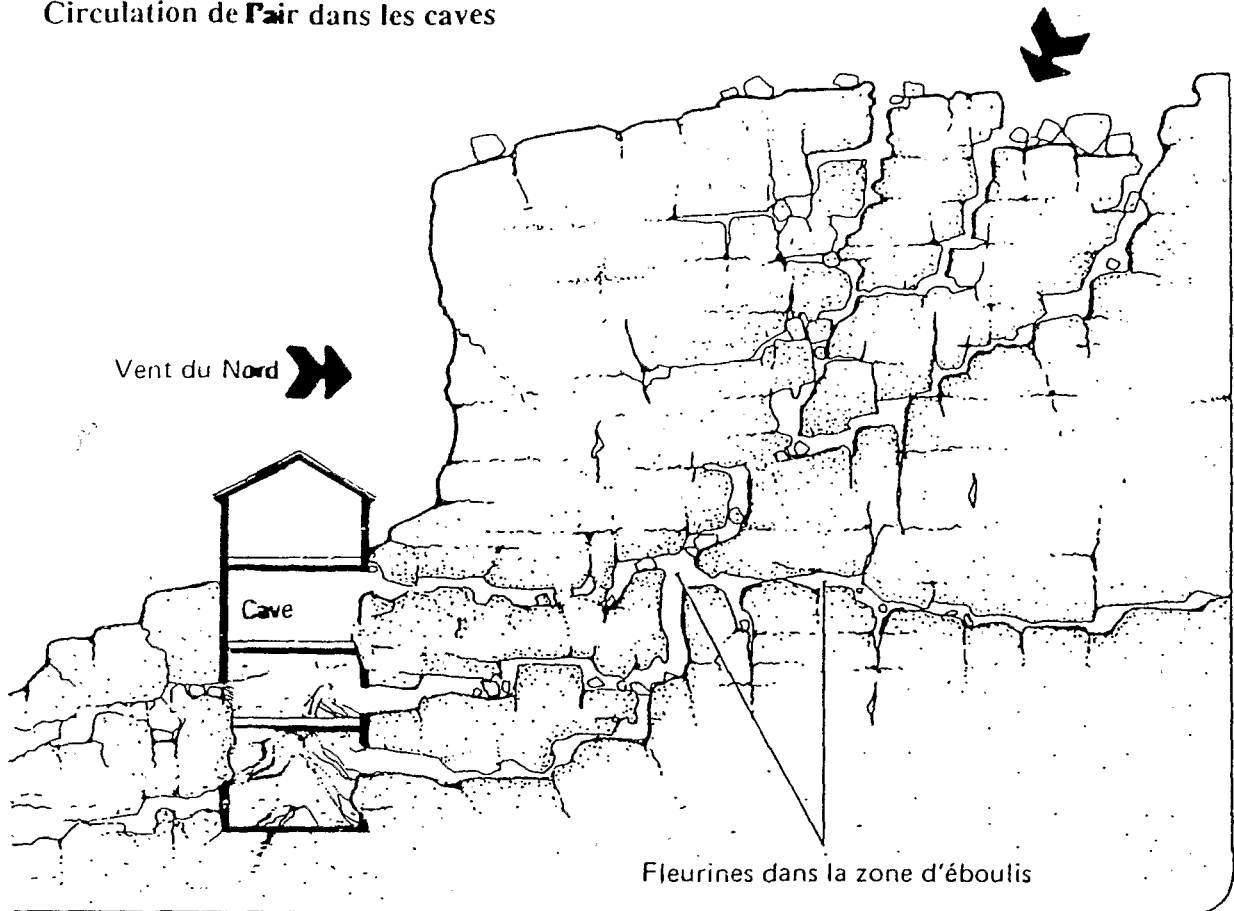 Circulation de l'air dans les caves
Vent du Nord
Cave
Fleurines dans la zone d'éboulis